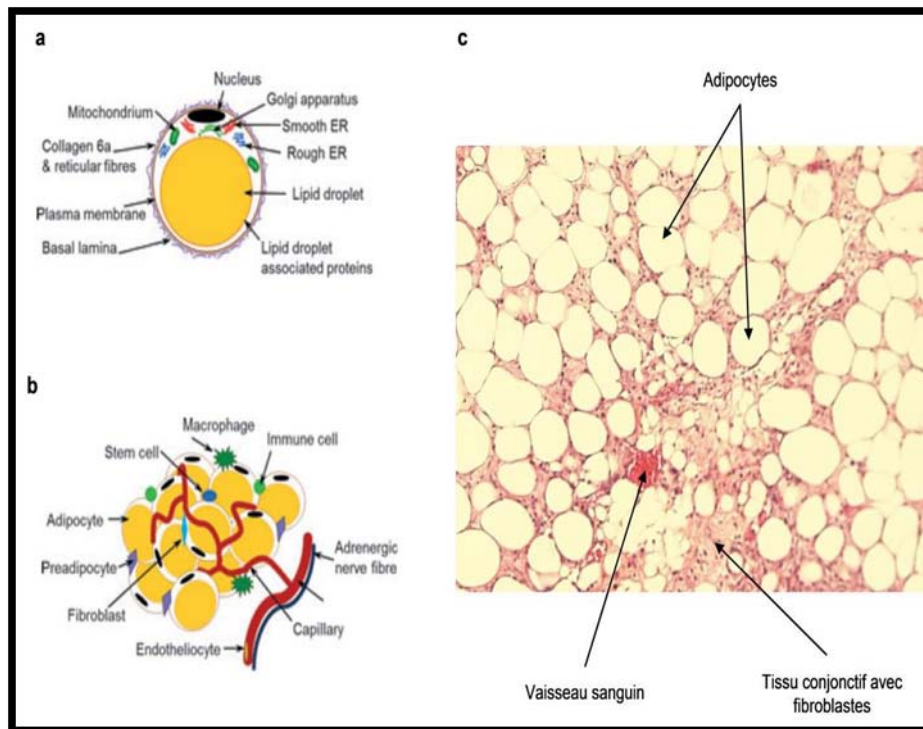 a
Nucleus
Golgi apparatus
Mitochondrium
Smooth ER
Collagen 6a
& reticular fibres
Rough ER
Lipid droplet
Plasma membrane
Basal lamina
Lipid droplet
associated proteins
b
Macrophage
Stem cell
Immune cell
Adipocyte
Adrenergic
nerve fibre
Preadipocyte
Fibroblast
Capillary
Endotheliocyte
c
Adipocytes
Vaisseau sanguin
Tissu conjonctif avec
fibroblastes